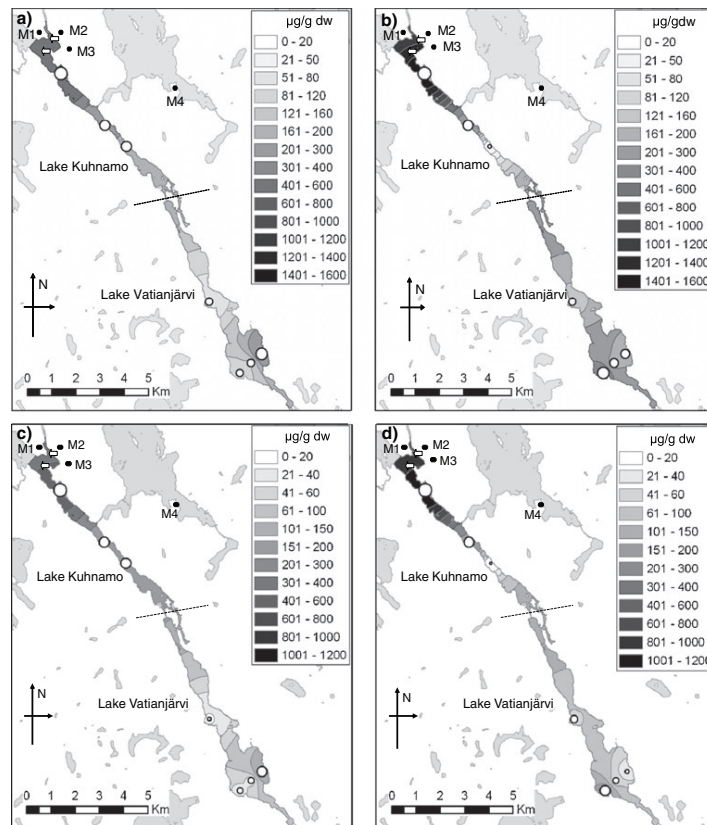 a)
M1
M2
M3
M4
Lake Kuhnamo
Lake Vatianjärvi
N
0 1 2 3 4 5
Km
µg/g dw
0 - 20
21 - 50
51 - 80
81 - 120
121 - 160
161 - 200
201 - 300
301 - 400
401 - 600
601 - 800
801 - 1000
1001 - 1200
1201 - 1400
1401 - 1600
b)
M1
M2
M3
M4
Lake Kuhnamo
Lake Vatianjärvi
N
0 1 2 3 4 5
Km
µg/gdw
0 - 20
21 - 50
51 - 80
81 - 120
121 - 160
161 - 200
201 - 300
301 - 400
401 - 600
601 - 800
801 - 1000
1001 - 1200
1201 - 1400
1401 - 1600
c)
M1
M2
M3
M4
Lake Kuhnamo
Lake Vatianjärvi
N
0 1 2 3 4 5
Km
µg/g dw
0 - 20
21 - 40
41 - 60
61 - 100
101 - 150
151 - 200
201 - 300
301 - 400
401 - 600
601 - 800
801 - 1000
1001 - 1200
d)
M1
M2
M3
M4
Lake Kuhnamo
Lake Vatianjärvi
N
0 1 2 3 4 5
Km
µg/g dw
0 - 20
21 - 40
41 - 60
61 - 100
101 - 150
151 - 200
201 - 300
301 - 400
401 - 600
601 - 800
801 - 1000
1001 - 1200